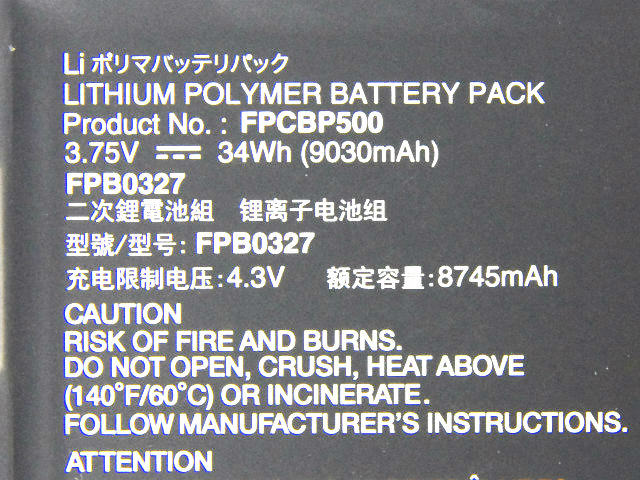 Li ポリマバッテリパック
LITHIUM POLYMER BATTERY PACK
Product No. : FPCBP500
3.75V ⎓ 34Wh (9030mAh)
FPB0327
二次鋰電池組 锂离子电池组
型號/型号: FPB0327
充电限制电压:4.3V 额定容量:8745mAh
CAUTION
RISK OF FIRE AND BURNS.
DO NOT OPEN, CRUSH, HEAT ABOVE
(140°F/60°C) OR INCINERATE.
FOLLOW MANUFACTURER'S INSTRUCTIONS.
ATTENTION